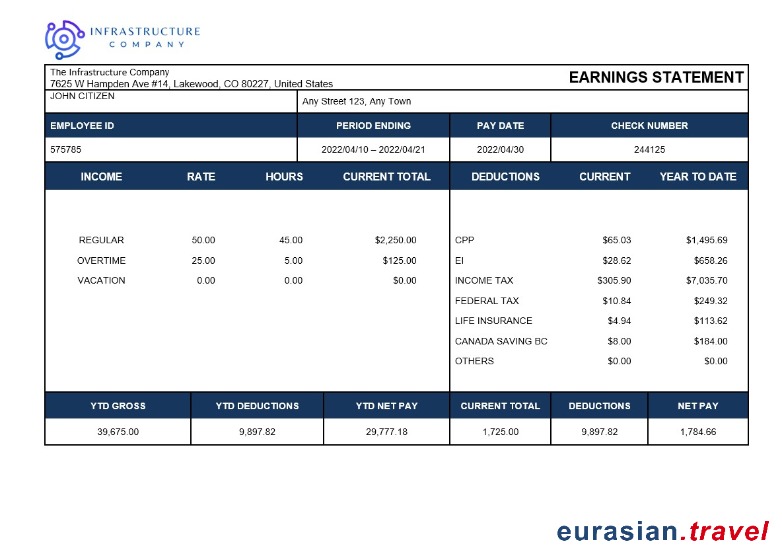 INFRASTRUCTURE
COMPANY
The Infrastructure Company
7625 W Hampden Ave #14, Lakewood, CO 80227, United States
EARNINGS STATEMENT
JOHN CITIZEN
Any Street 123, Any Town
EMPLOYEE ID PERIOD ENDING PAY DATE CHECK NUMBER
575785 2022/04/10 – 2022/04/21 2022/04/30 244125
INCOME RATE HOURS CURRENT TOTAL DEDUCTIONS CURRENT YEAR TO DATE
REGULAR 50.00 45.00 $2,250.00 CPP $65.03 $1,495.69
OVERTIME 25.00 5.00 $125.00 EI $28.62 $658.26
VACATION 0.00 0.00 $0.00 INCOME TAX $305.90 $7,035.70
FEDERAL TAX $10.84 $249.32
LIFE INSURANCE $4.94 $113.62
CANADA SAVING BC $8.00 $184.00
OTHERS $0.00 $0.00
YTD GROSS YTD DEDUCTIONS YTD NET PAY CURRENT TOTAL DEDUCTIONS NET PAY
39,675.00 9,897.82 29,777.18 1,725.00 9,897.82 1,784.66
eurasian.travel